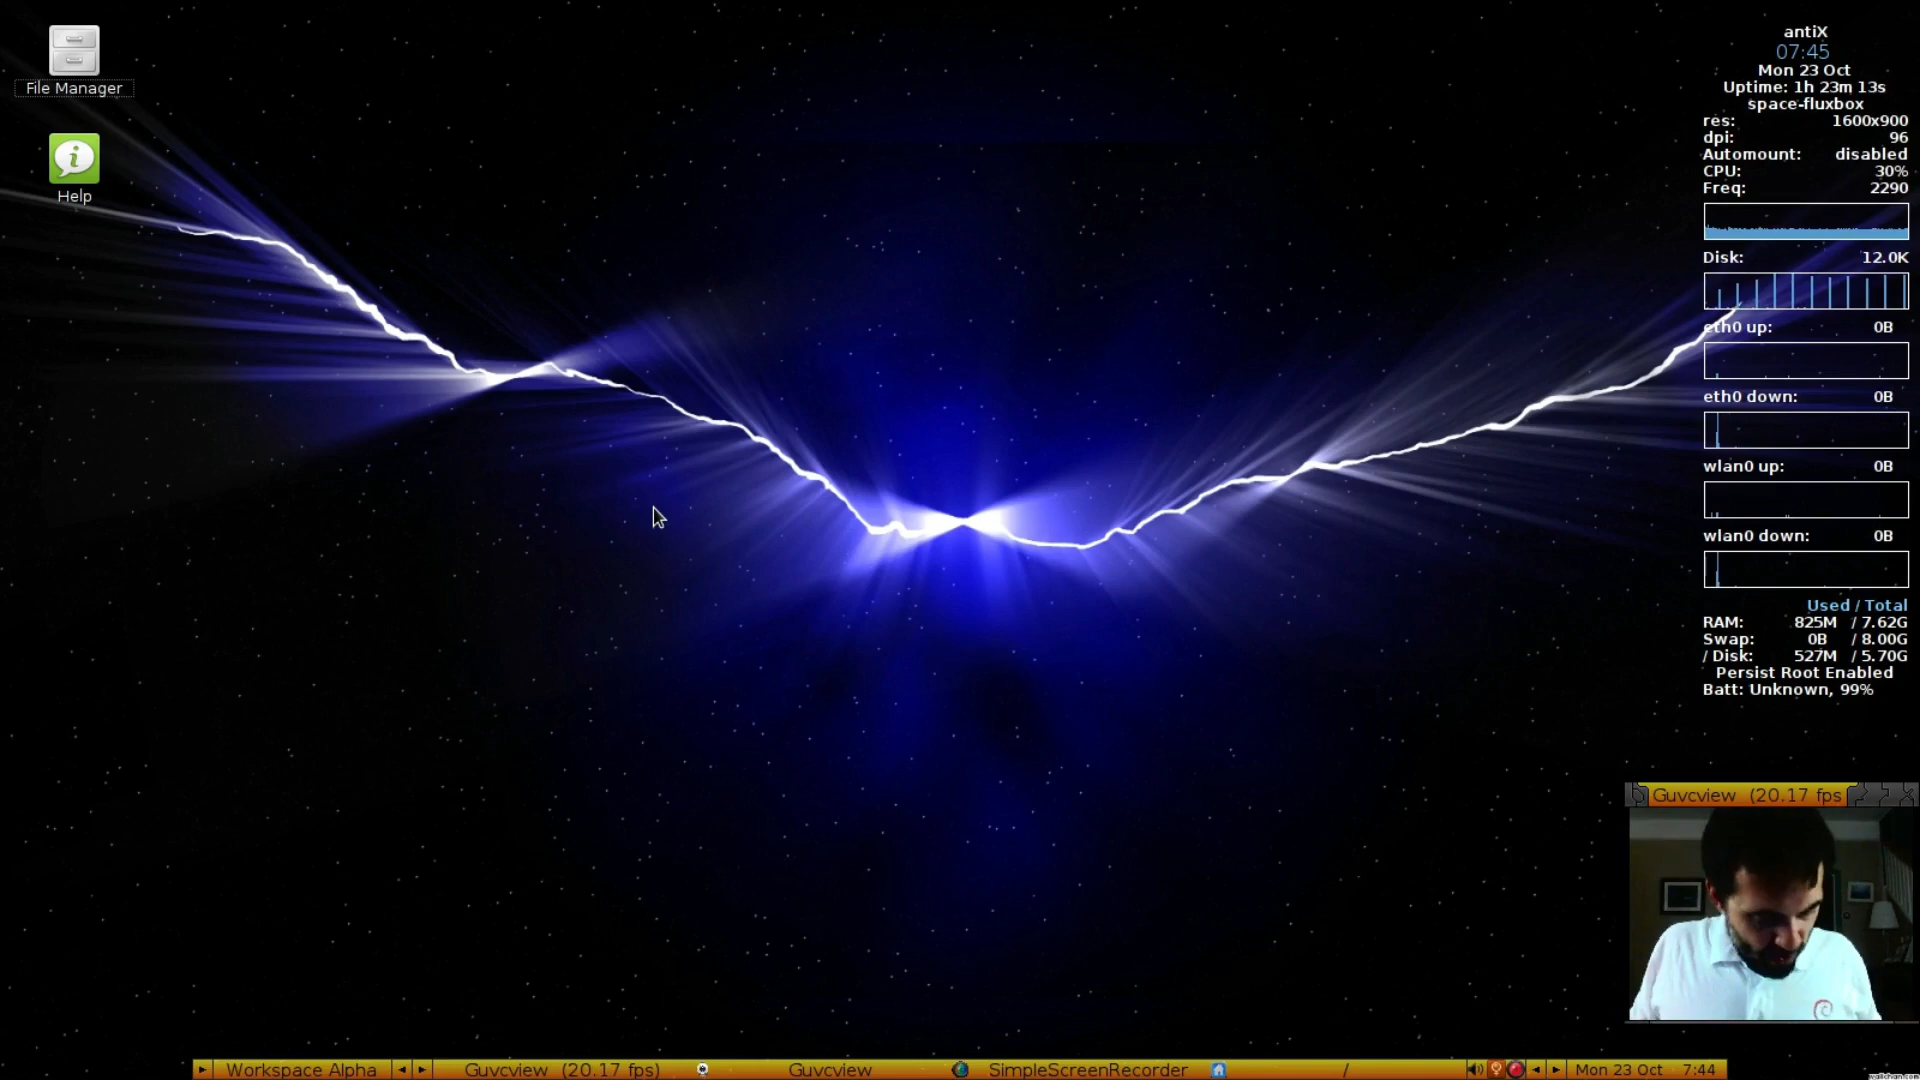 File Manager
Help
antiX
07:45
Mon 23 Oct
Uptime: 1h 23m 13s
space-fluxbox
res: 1600x900
dpi: 96
Automount: disabled
CPU: 30%
Freq: 2290
Disk: 12.0K
eth0 up: 0B
eth0 down: 0B
wlan0 up: 0B
wlan0 down: 0B
Used / Total
RAM: 825M / 7.62G
Swap: 0B / 8.00G
/ Disk: 527M / 5.70G
Persist Root Enabled
Batt: Unknown, 99%
Guvcview (20.17 fps
Workspace Alpha Guvcview (20.17 fps) Guvcview SimpleScreenRecorder / Mon 23 Oct 7:44